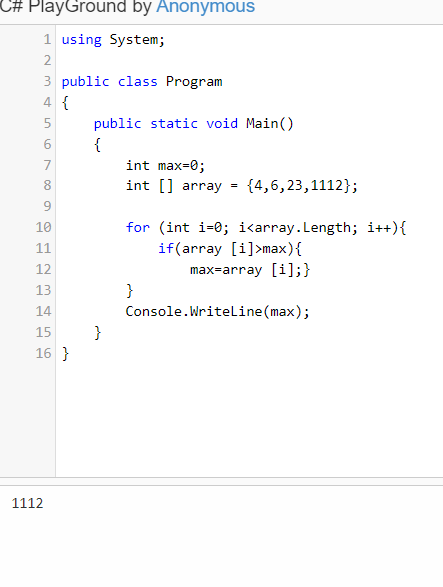 C# PlayGround by Anonymous
1 using System;
2
3 public class Program
4 {
5     public static void Main()
6     {
7         int max=0;
8         int [] array = {4,6,23,1112};
9
10         for (int i=0; i<array.Length; i++){
11             if(array [i]>max){
12                 max=array [i];}
13         }
14         Console.WriteLine(max);
15     }
16 }
1112